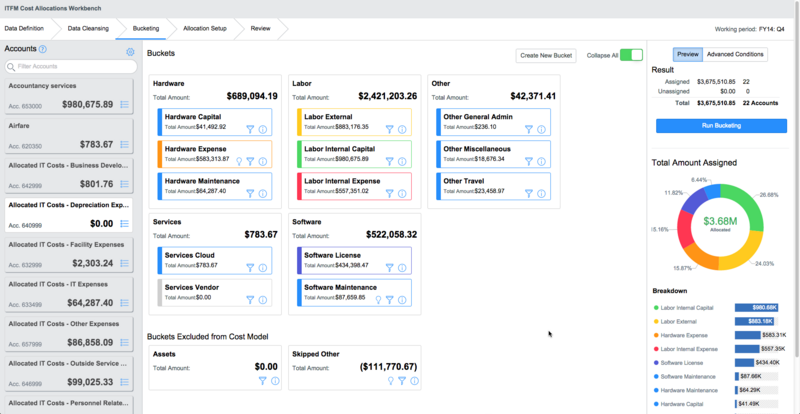 ITFM Cost Allocations Workbench
Data Definition
Data Cleansing
Bucketing
Allocation Setup
Review
Working period: FY14: Q4
Accounts
Filter Accounts
Accountancy services
Acc. 653000 $980,675.89
Airfare
Acc. 620350 $783.67
Allocated IT Costs - Business Develo...
Acc. 642999 $801.76
Allocated IT Costs - Depreciation Exp...
Acc. 640999 $0.00
Allocated IT Costs - Facility Expenses
Acc. 632999 $2,303.24
Allocated IT Costs - IT Expenses
Acc. 633499 $64,287.40
Allocated IT Costs - Other Expenses
Acc. 657999 $86,858.09
Allocated IT Costs - Outside Service ...
Acc. 646999 $99,025.33
Allocated IT Costs - Personnel Relate...
Buckets
Create New Bucket
Collapse All
Hardware
Total Amount: $689,094.19
Hardware Capital
Total Amount:$41,492.92
Hardware Expense
Total Amount:$583,313.87
Hardware Maintenance
Total Amount:$64,287.40
Labor
Total Amount: $2,421,203.26
Labor External
Total Amount:$883,176.35
Labor Internal Capital
Total Amount:$980,675.89
Labor Internal Expense
Total Amount:$557,351.02
Other
Total Amount: $42,371.41
Other General Admin
Total Amount:$236.10
Other Miscellaneous
Total Amount:$18,676.34
Other Travel
Total Amount:$23,458.97
Services
Total Amount: $783.67
Services Cloud
Total Amount:$783.67
Services Vendor
Total Amount:$0.00
Software
Total Amount: $522,058.32
Software License
Total Amount:$434,398.47
Software Maintenance
Total Amount:$87,659.85
Buckets Excluded from Cost Model
Assets
Total Amount: $0.00
Skipped Other
Total Amount: ($111,770.67)
Preview
Advanced Conditions
Result
Assigned $3,675,510.85 22
Unassigned $0.00 0
Total $3,675,510.85 22 Accounts
Run Bucketing
Total Amount Assigned
6.44%
11.82%
26.68%
15.16%
15.87%
24.03%
$3.68M
Allocated
Breakdown
Labor Internal Capital $980.68K
Labor External $883.18K
Hardware Expense $583.31K
Labor Internal Expense $557.35K
Software License $434.40K
Software Maintenance $87.66K
Hardware Maintenance $64.29K
Hardware Capital $41.49K